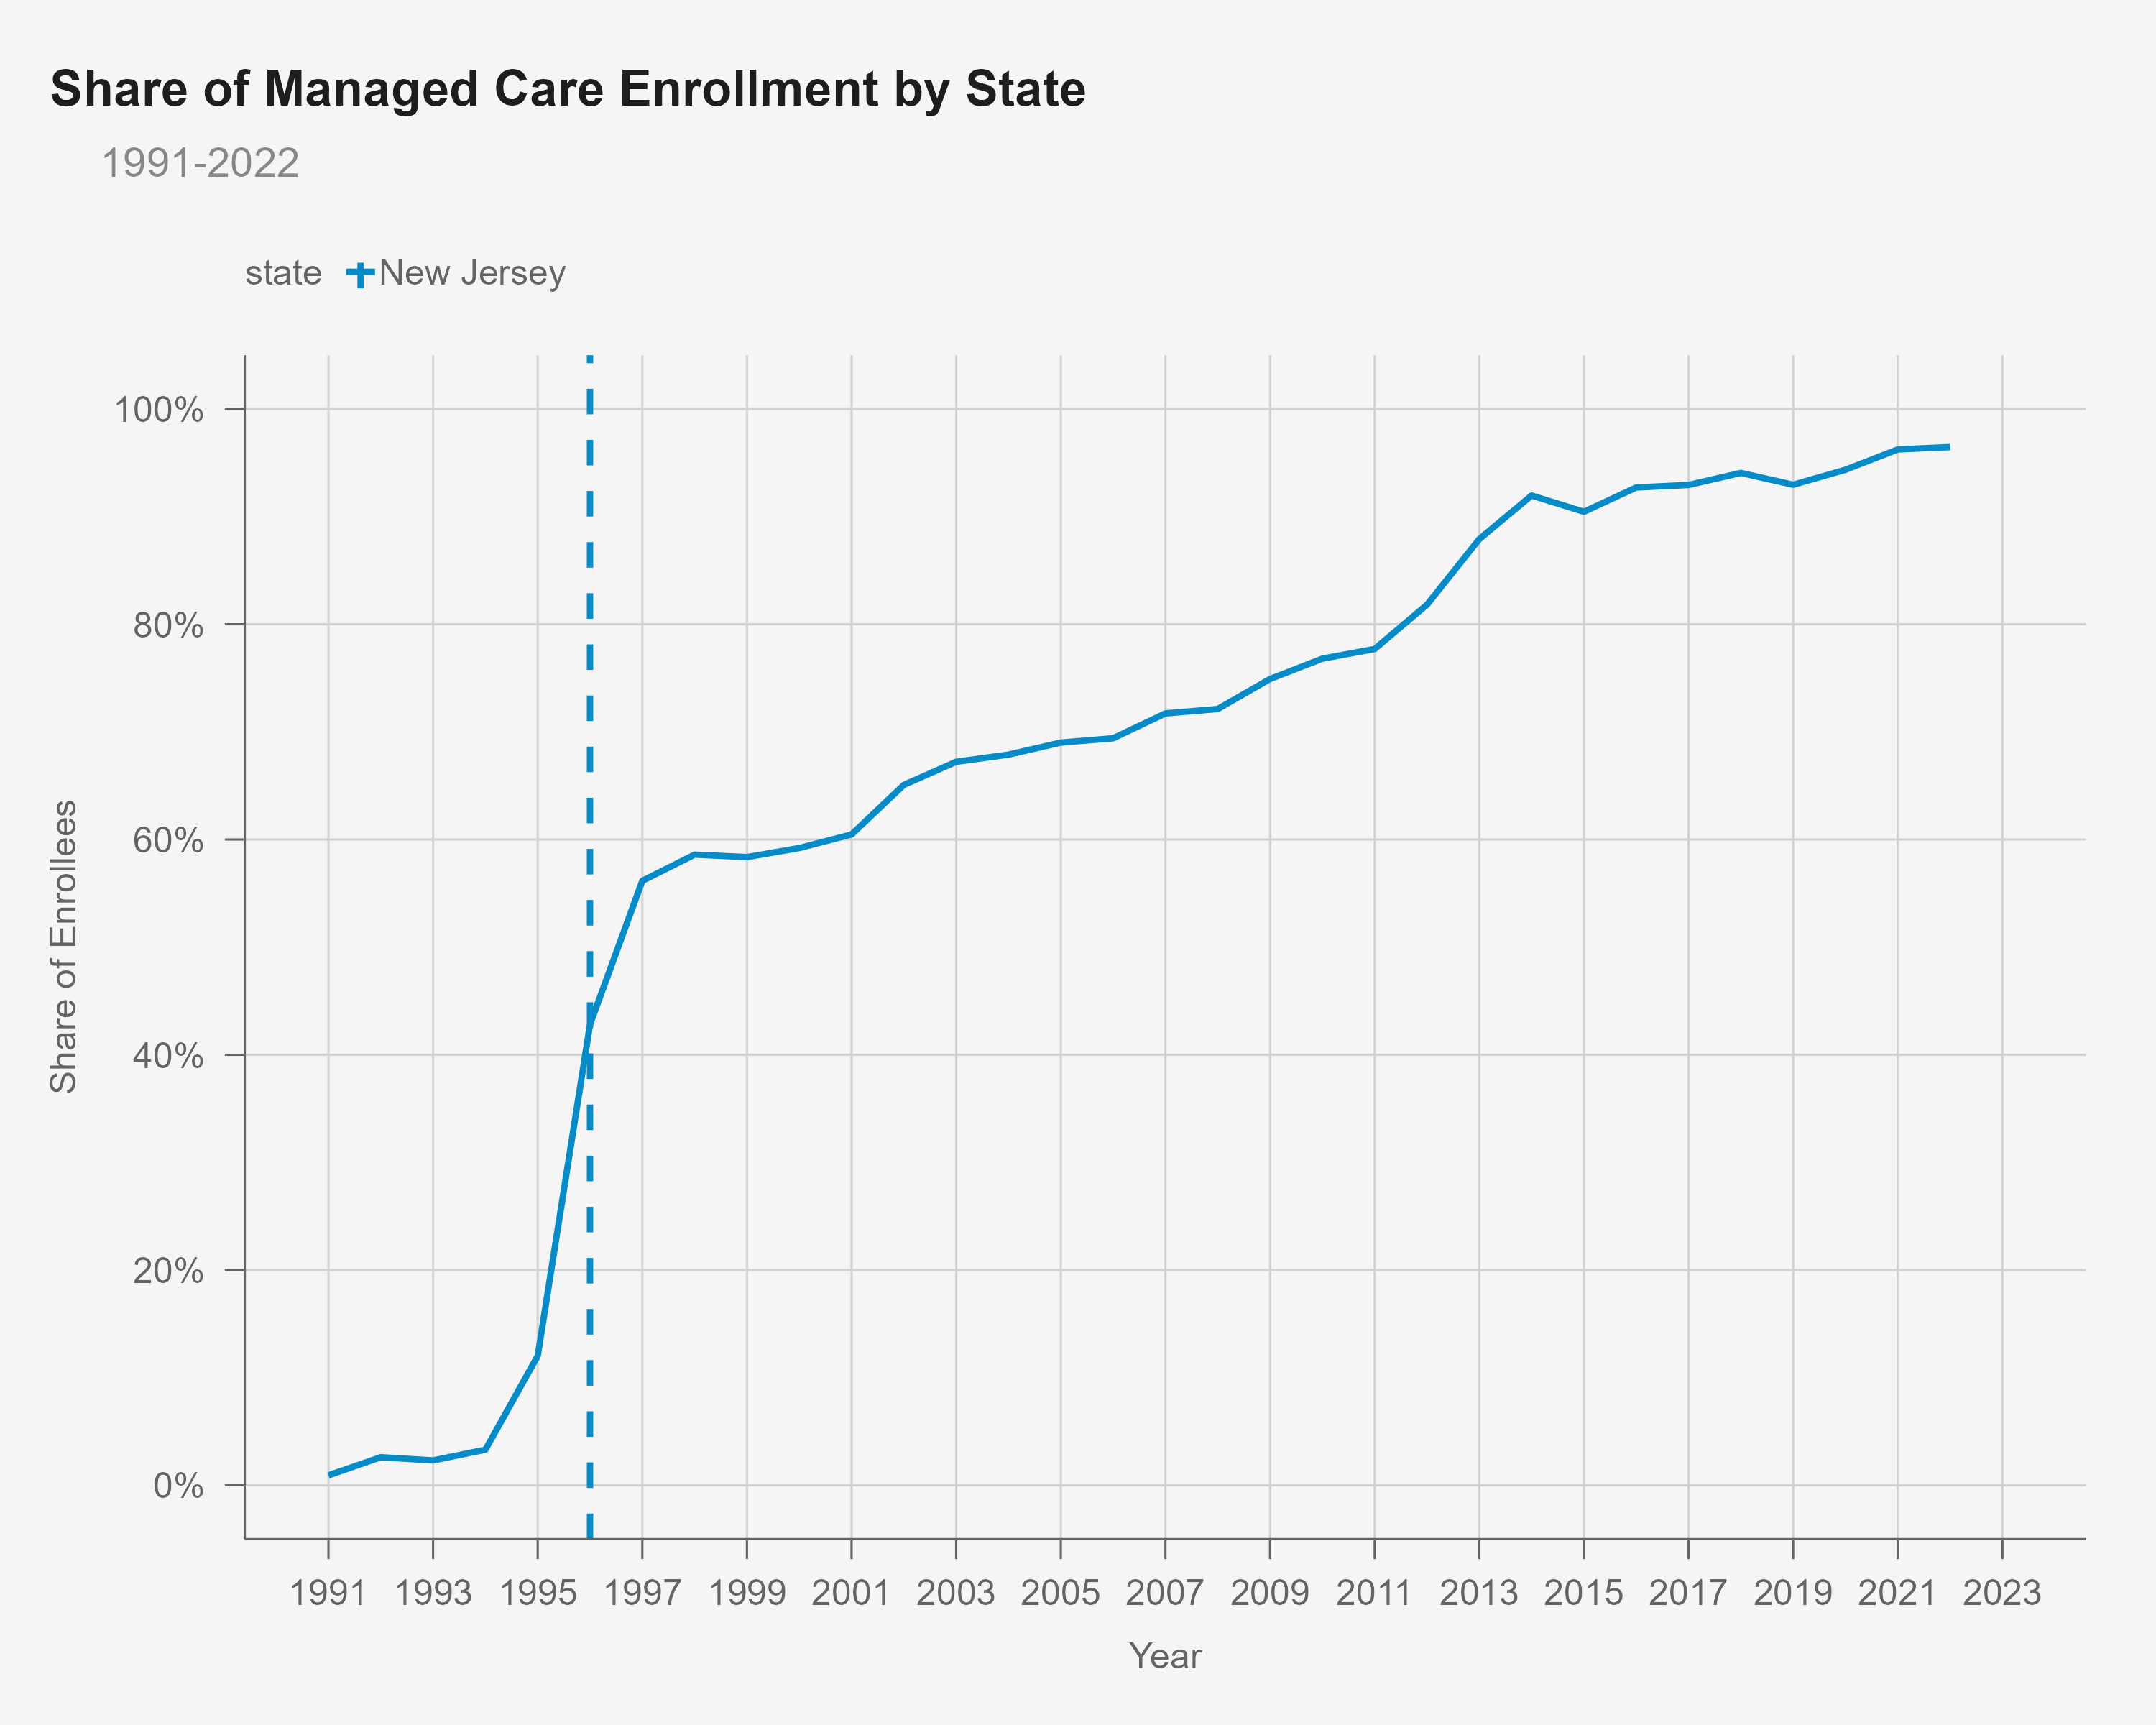 Share of Managed Care Enrollment by State
1991-2022
state New Jersey
100%
80%
60%
40%
20%
0%
Share of Enrollees
1991 1993 1995 1997 1999 2001 2003 2005 2007 2009 2011 2013 2015 2017 2019 2021 2023
Year